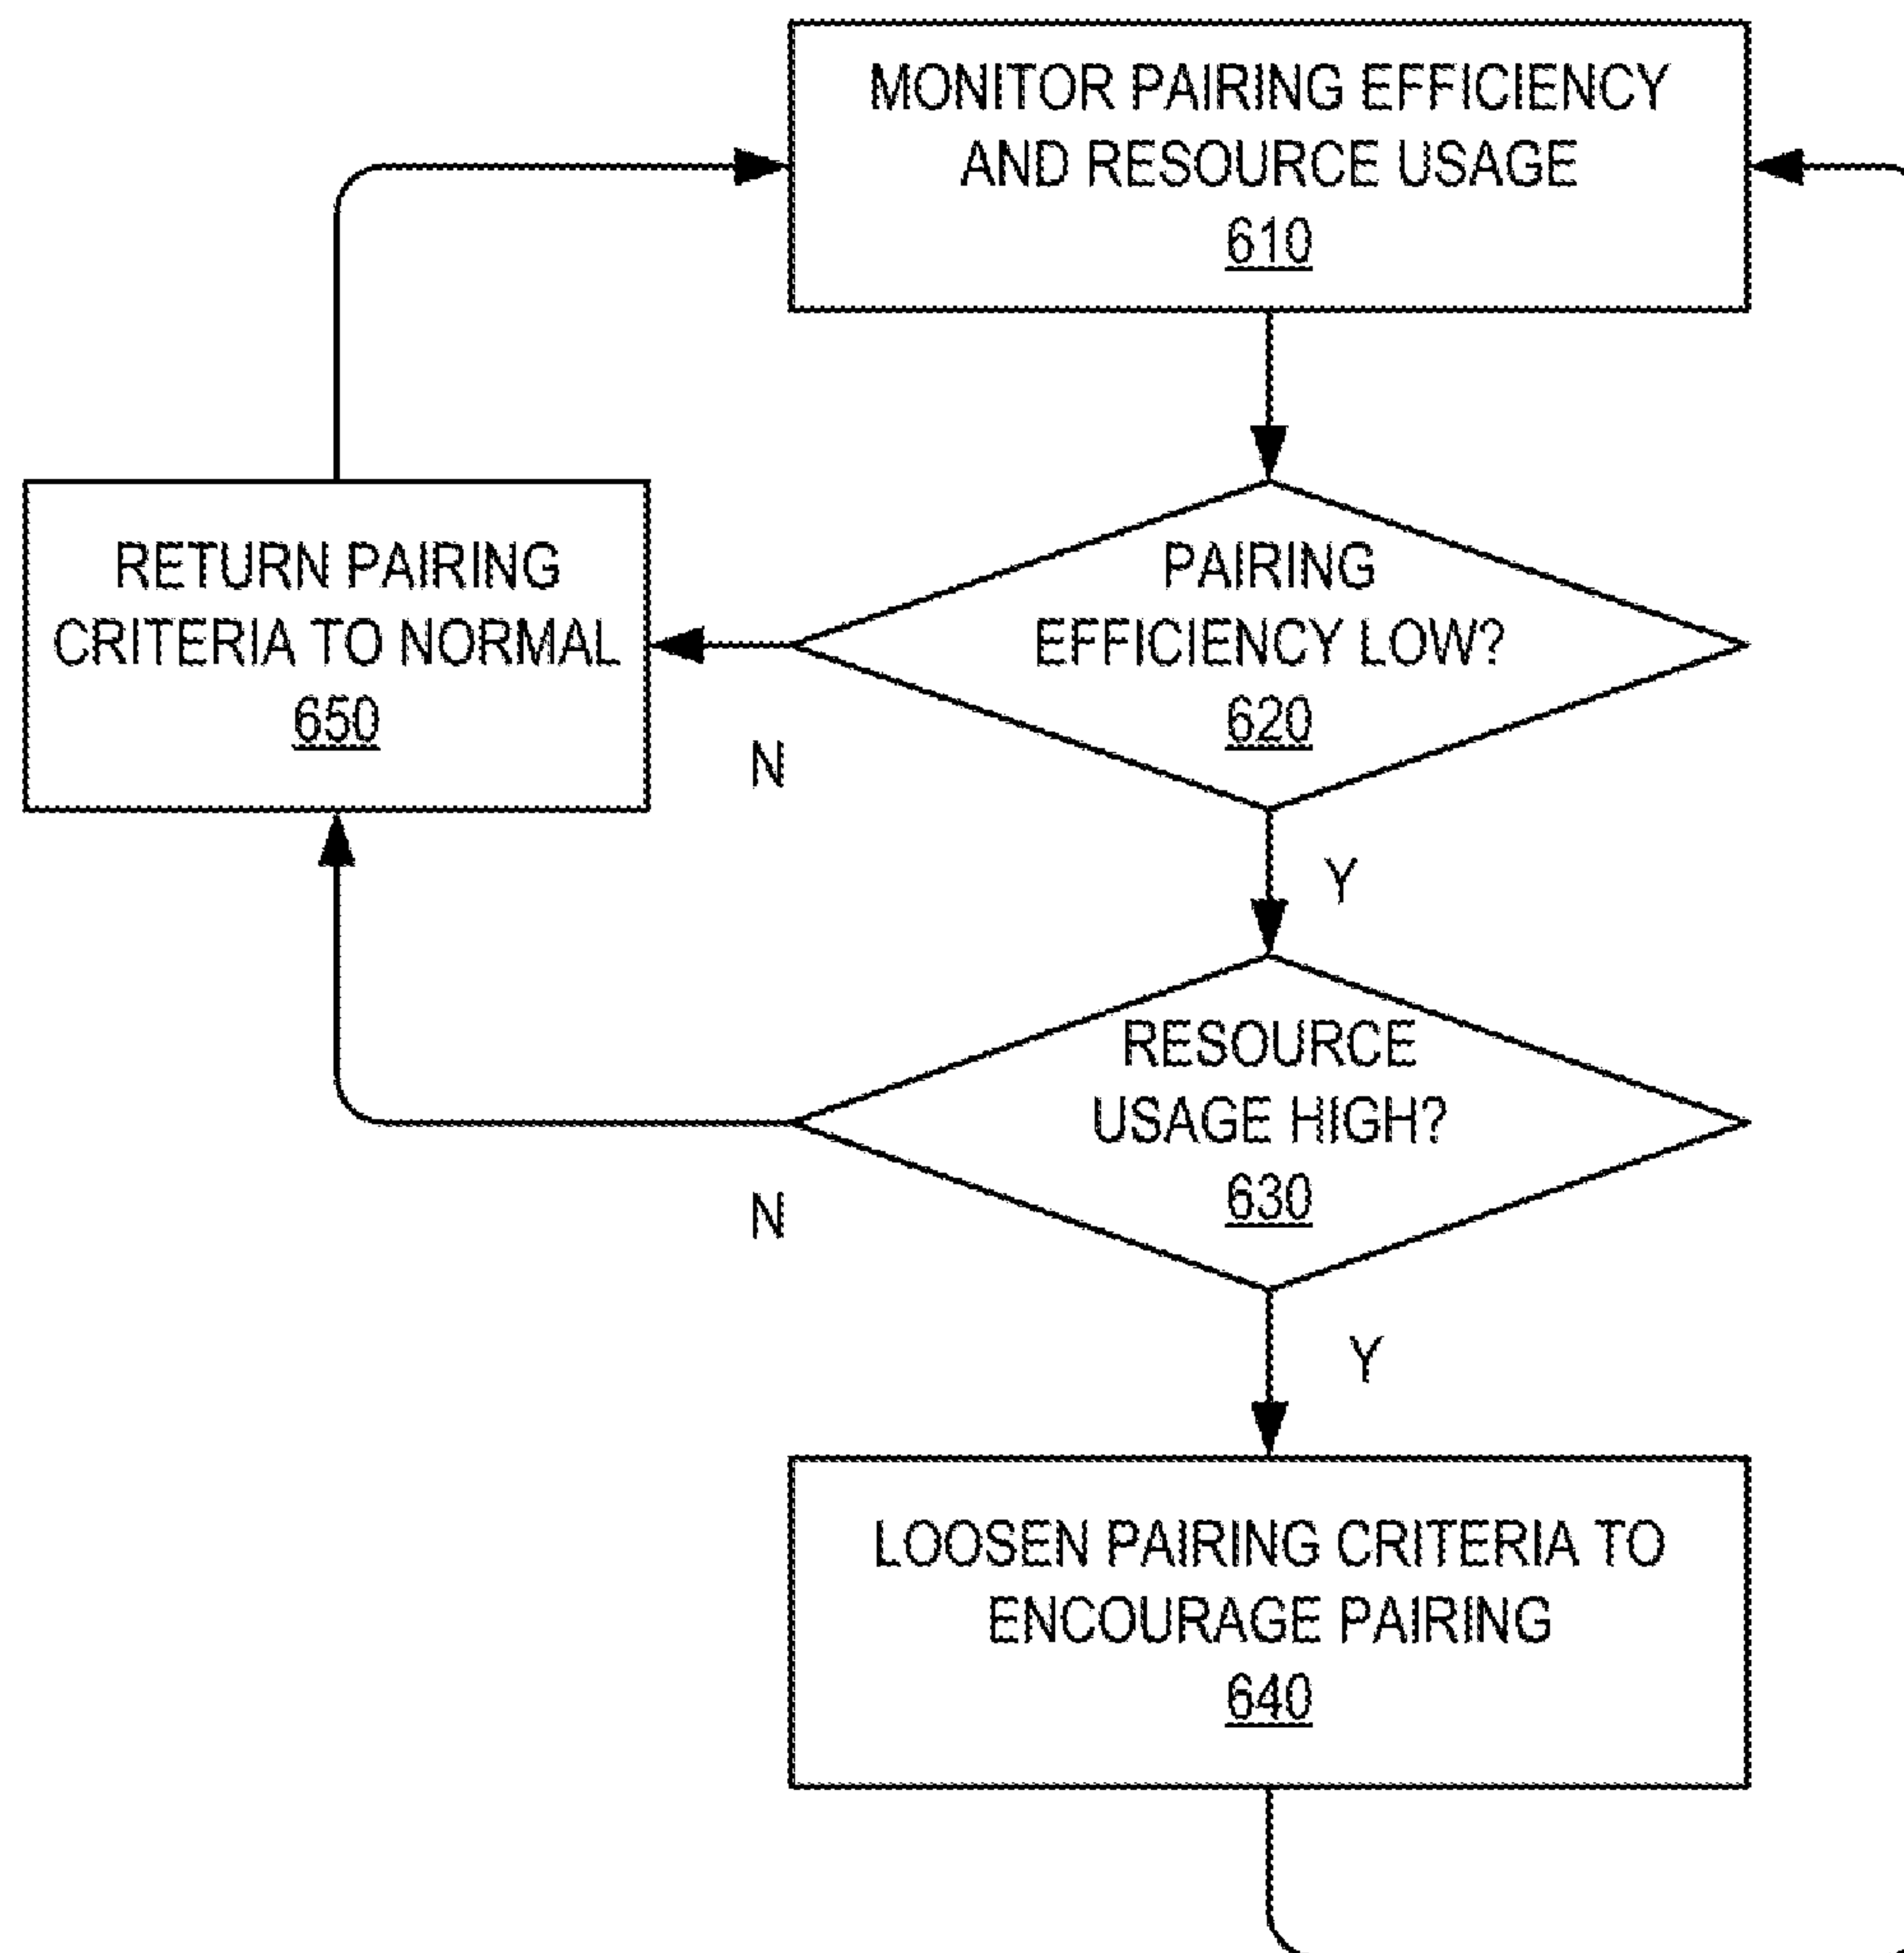 MONITOR PAIRING EFFICIENCY
AND RESOURCE USAGE
610
PAIRING
EFFICIENCY LOW?
620
RETURN PAIRING
CRITERIA TO NORMAL
650
N
Y
RESOURCE
USAGE HIGH?
630
N
Y
LOOSEN PAIRING CRITERIA TO
ENCOURAGE PAIRING
640